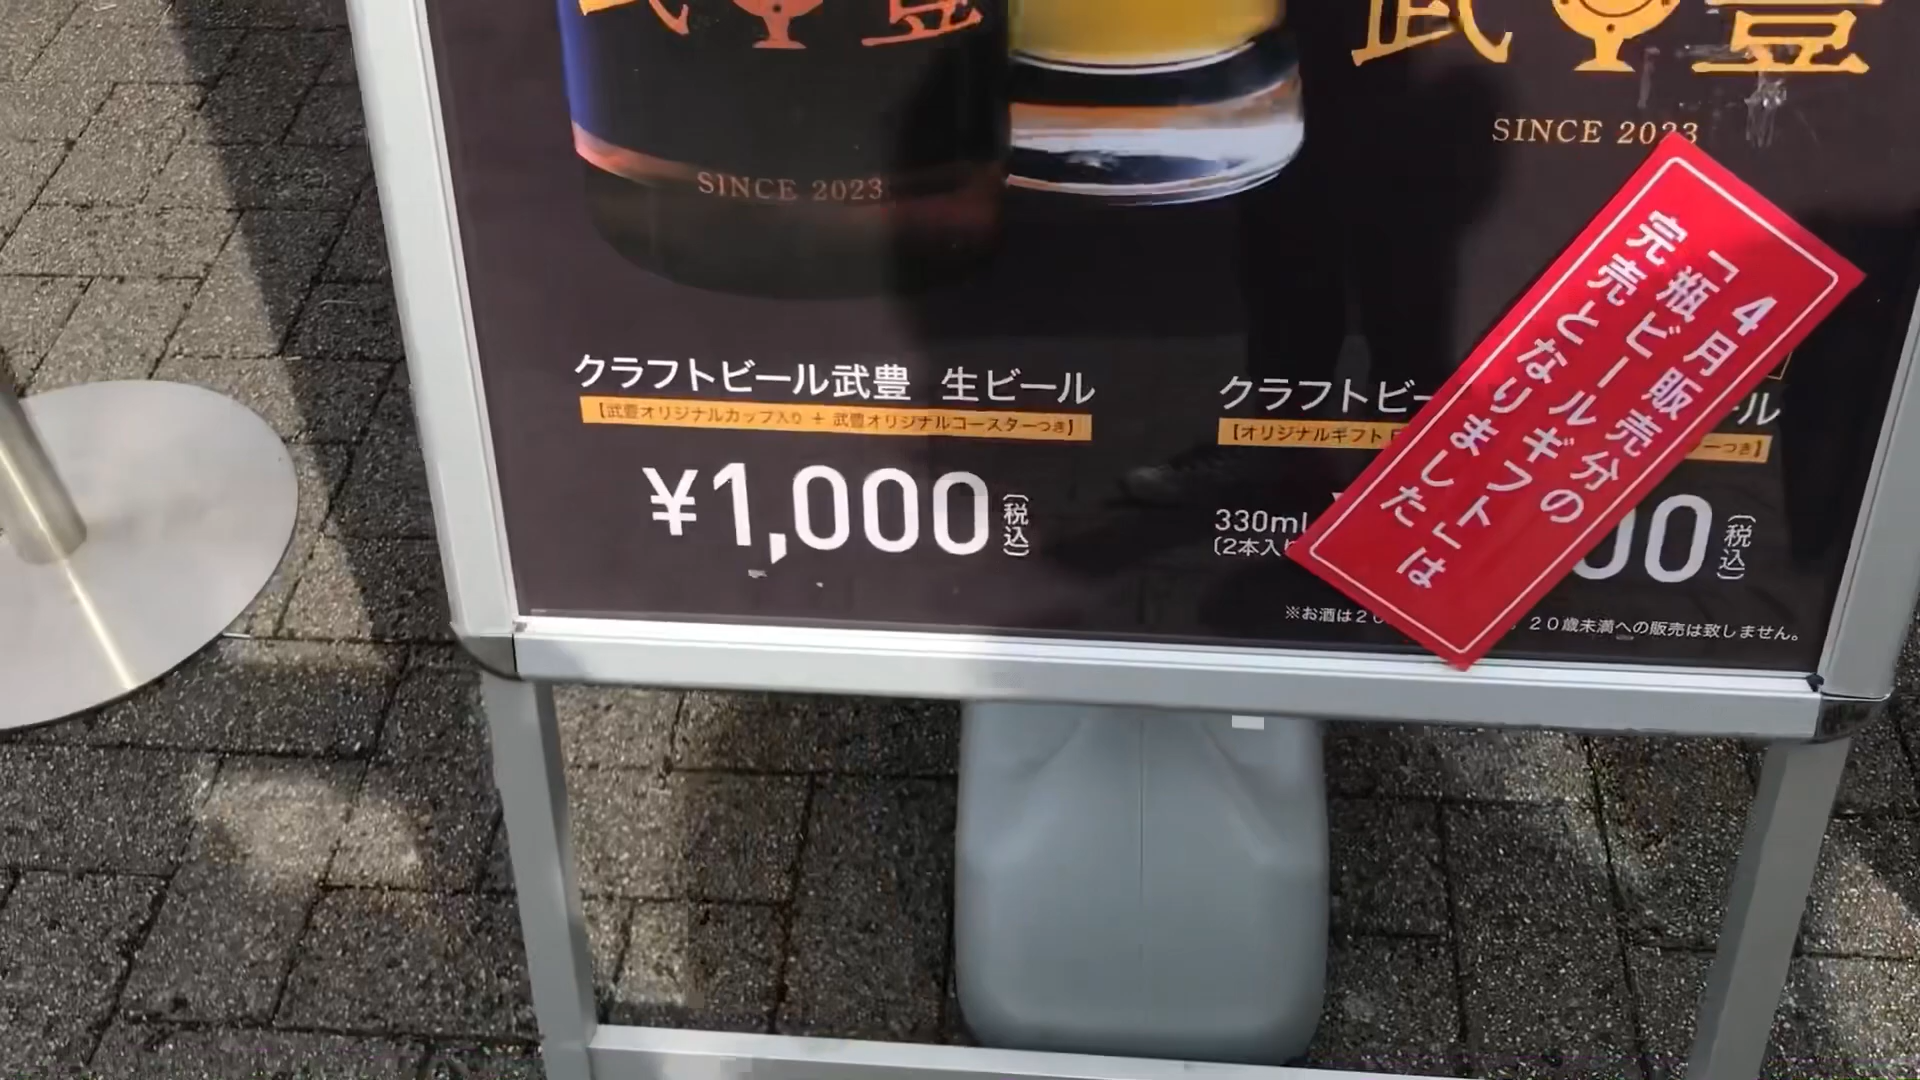 武豊
武豊
SINCE 2023
SINCE 2023
クラフトビール武豊 生ビール
【武豊オリジナルカップ入り + 武豊オリジナルコースターつき】
¥1,000(税込)
クラフトビー
ール
【オリジナルギフト
ーつき】
330ml
(2本入り
00(税込)
※お酒は20
。20歳未満への販売は致しません。
4月販売分の
「瓶ビールギフト」は
完売となりました